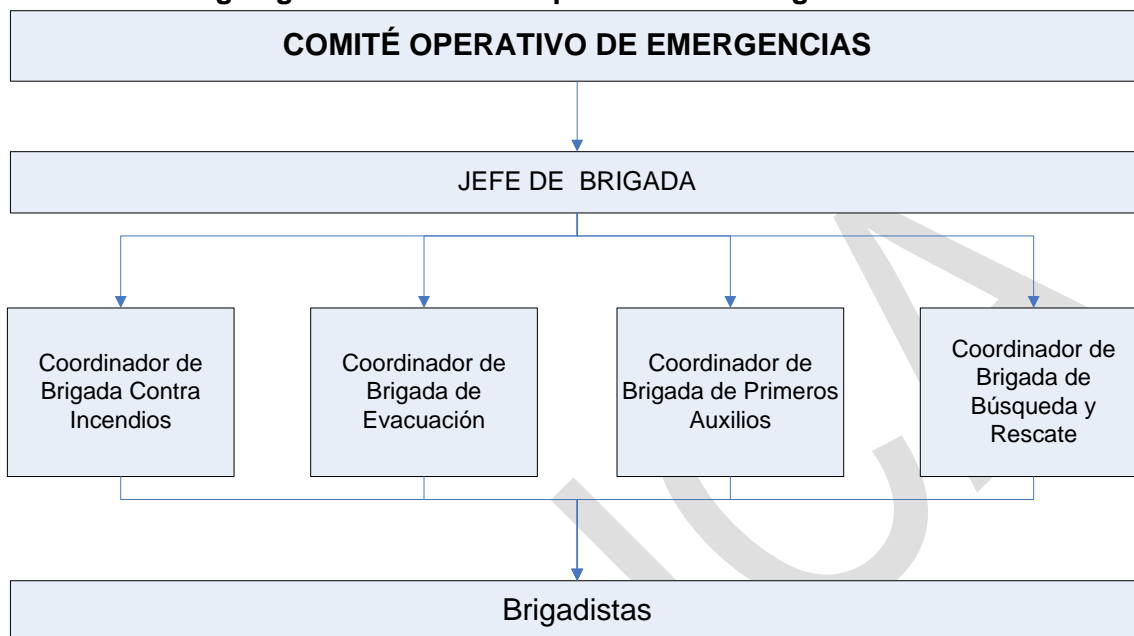 COMITÉ OPERATIVO DE EMERGENCIAS
JEFE DE BRIGADA
Coordinador de
Brigada Contra
Incendios
Coordinador de
Brigada de
Evacuación
Coordinador de
Brigada de Primeros
Auxilios
Coordinador de
Brigada de
Búsqueda y
Rescate
Brigadistas